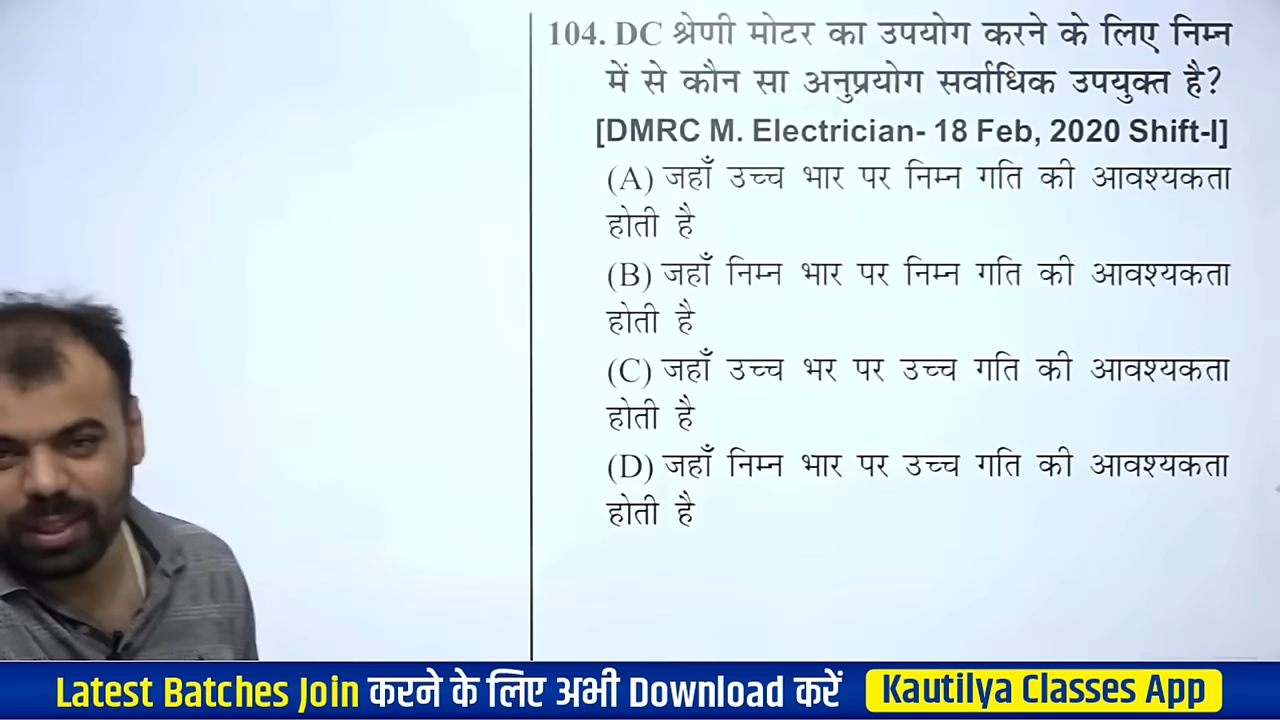 104. DC श्रेणी मोटर का उपयोग करने के लिए निम्न
में से कौन सा अनुप्रयोग सर्वाधिक उपयुक्त है?
[DMRC M. Electrician- 18 Feb, 2020 Shift-I]
(A) जहाँ उच्च भार पर निम्न गति की आवश्यकता
होती है
(B) जहाँ निम्न भार पर निम्न गति की आवश्यकता
होती है
(C) जहाँ उच्च भर पर उच्च गति की आवश्यकता
होती है
(D) जहाँ निम्न भार पर उच्च गति की आवश्यकता
होती है
Latest Batches Join करने के लिए अभी Download करें Kautilya Classes App